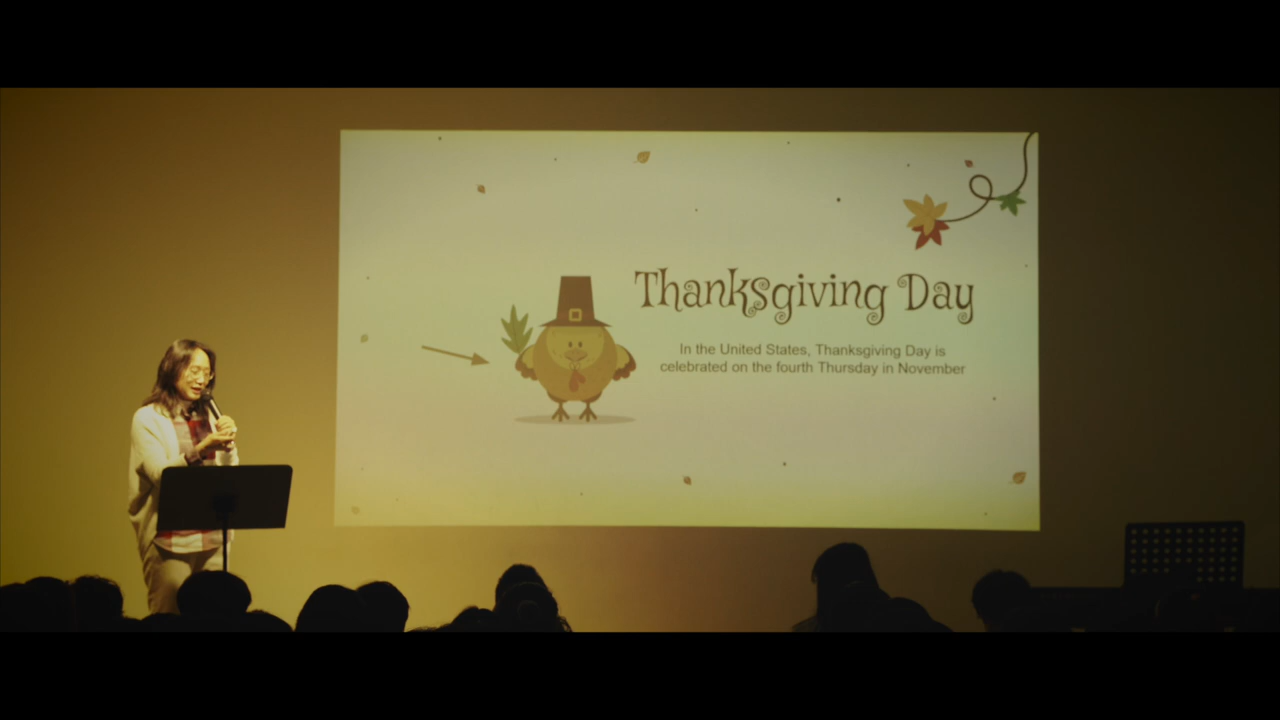 Thanksgiving Day
In the United States, Thanksgiving Day is
celebrated on the fourth Thursday in November